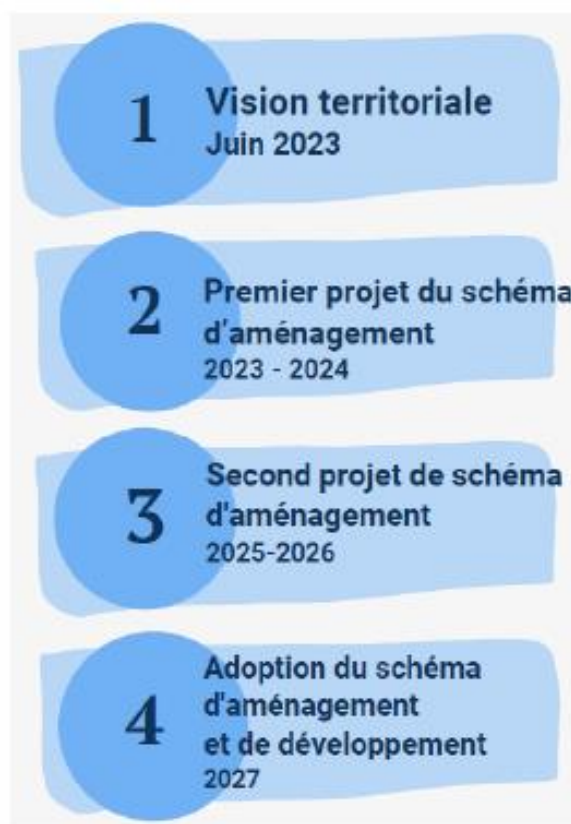 1
Vision territoriale
Juin 2023
2
Premier projet du schéma
d'aménagement
2023 - 2024
3
Second projet de schéma
d'aménagement
2025-2026
4
Adoption du schéma
d'aménagement
et de développement
2027